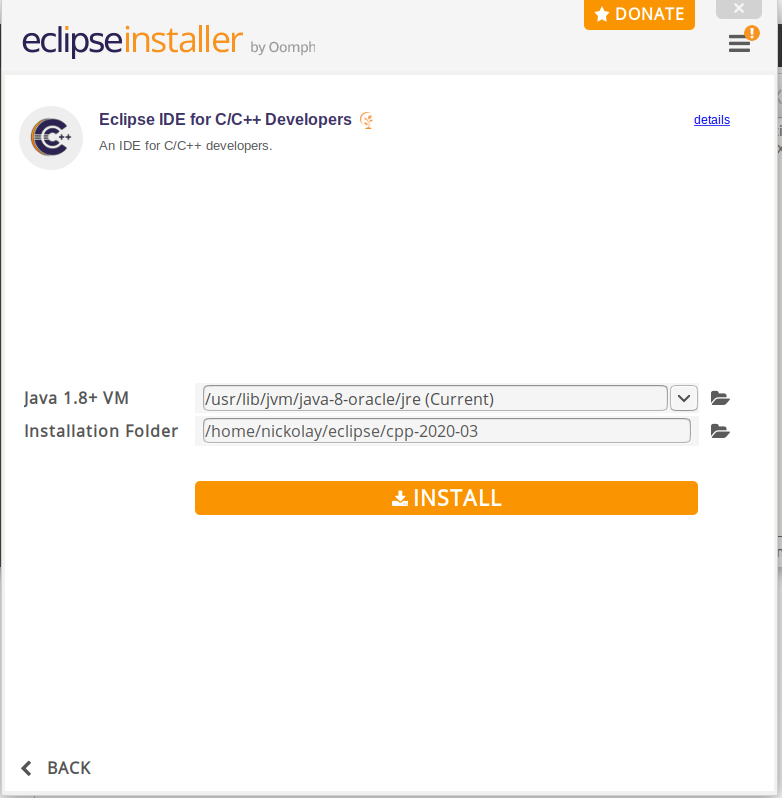 DONATE
eclipseinstaller by Oomph
!
Eclipse IDE for C/C++ Developers
details
C++
An IDE for C/C++ developers.
Java 1.8+ VM
/usr/lib/jvm/java-8-oracle/jre (Current)
Installation Folder
/home/nickolay/eclipse/cpp-2020-03
INSTALL
BACK